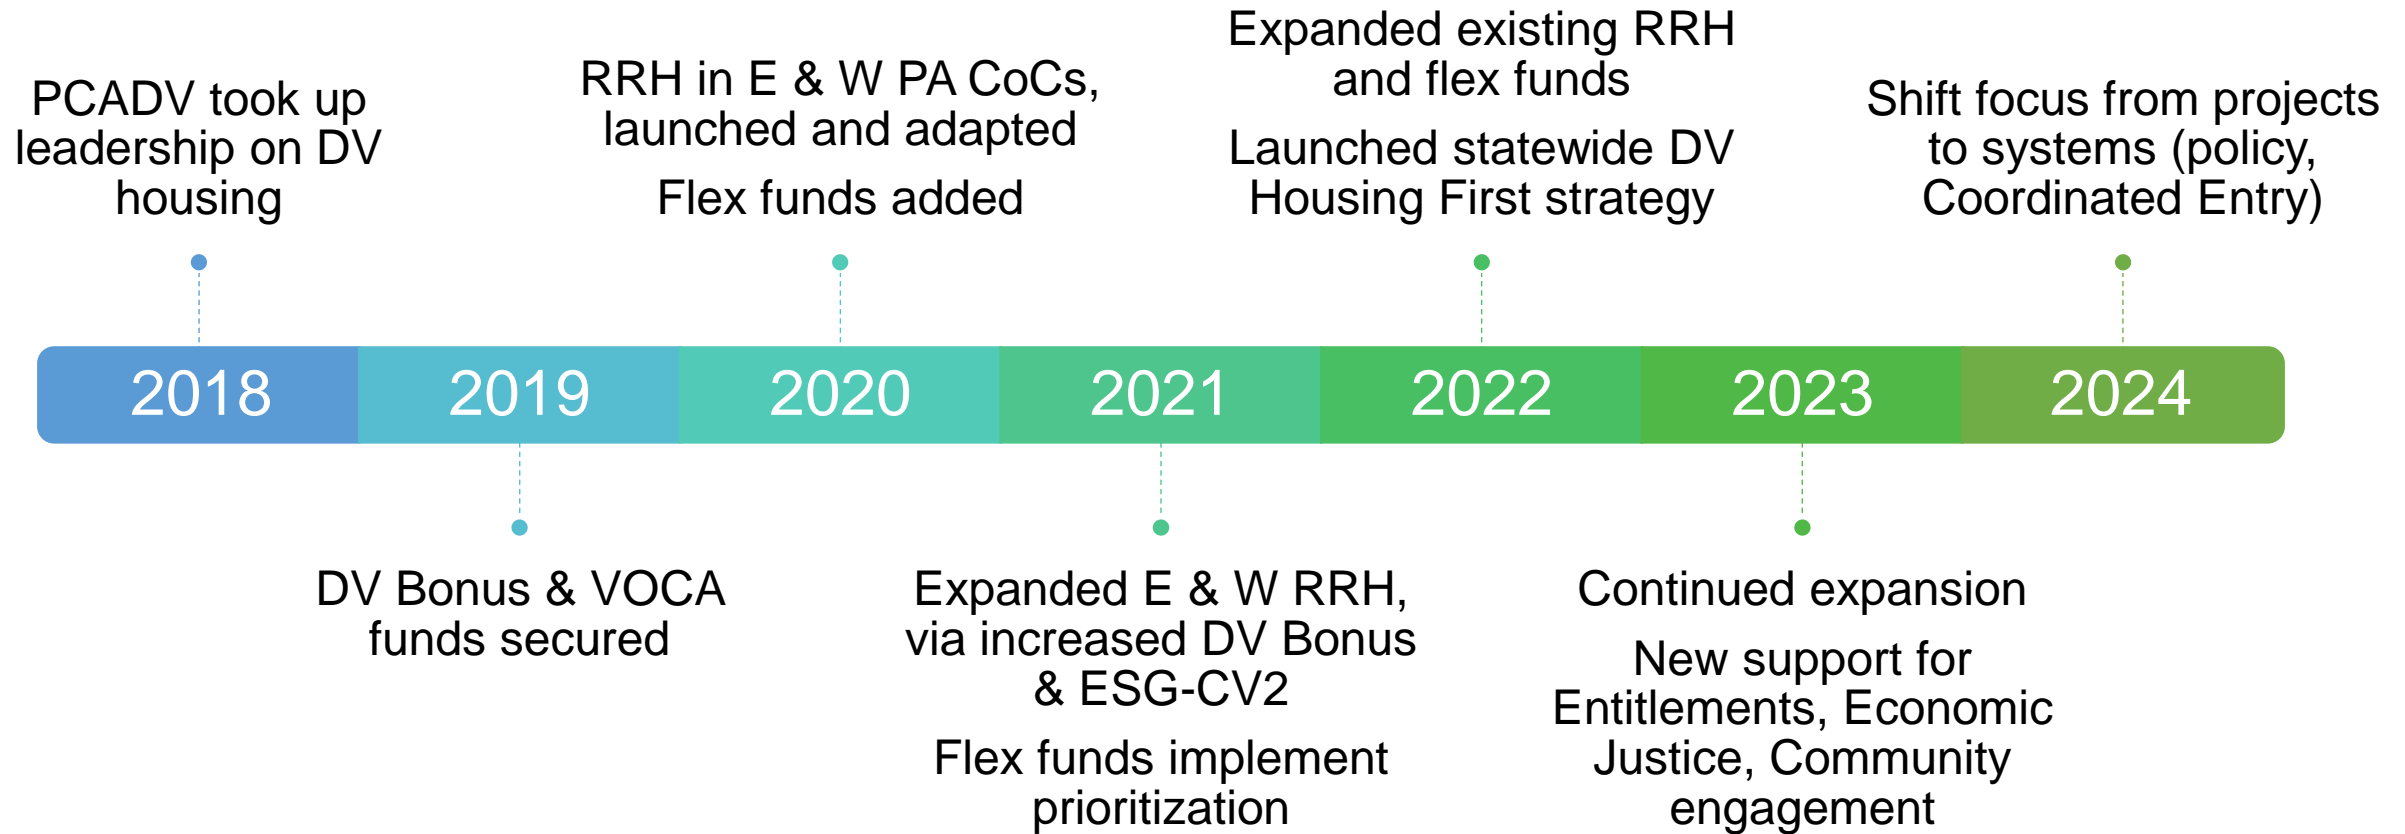 PCADV took up
leadership on DV
housing
RRH in E & W PA CoCs,
launched and adapted
Flex funds added
Expanded existing RRH
and flex funds
Launched statewide DV
Housing First strategy
Shift focus from projects
to systems (policy,
Coordinated Entry)
2018
2019
2020
2021
2022
2023
2024
DV Bonus & VOCA
funds secured
Expanded E & W RRH,
via increased DV Bonus
& ESG-CV2
Flex funds implement
prioritization
Continued expansion
New support for
Entitlements, Economic
Justice, Community
engagement